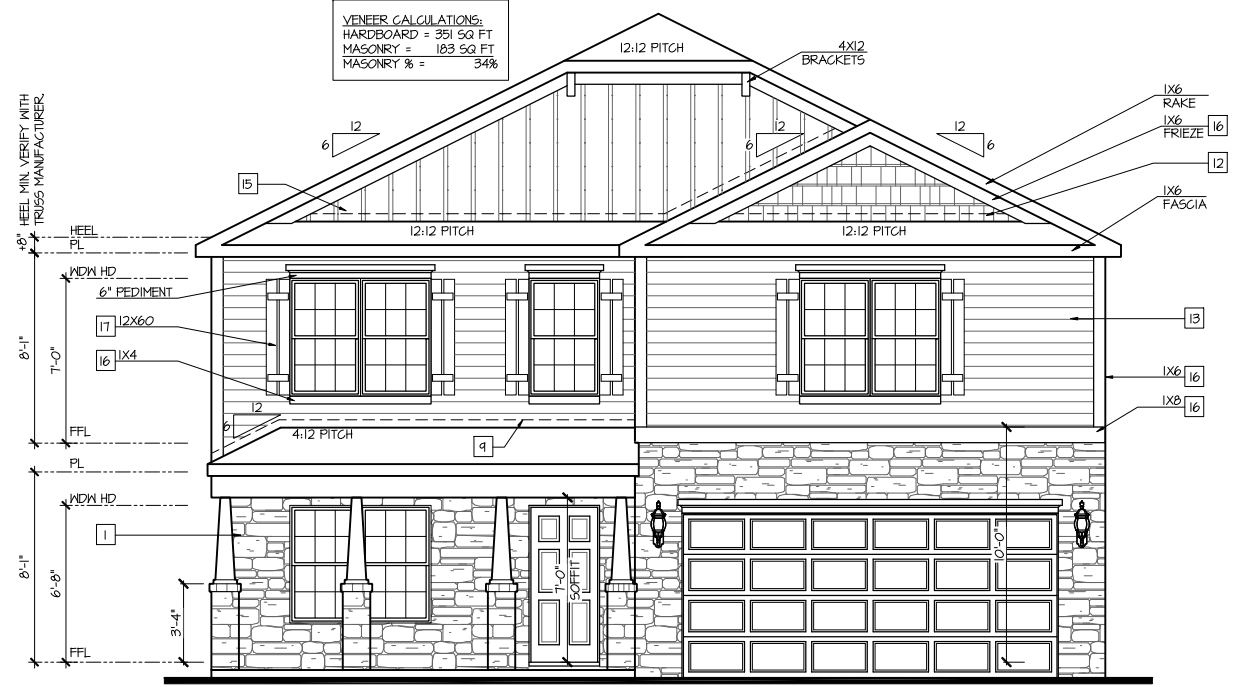 VENEER CALCULATIONS:
HARDBOARD = 351 SQ FT
MASONRY = 183 SQ FT
MASONRY % = 34%
12:12 PITCH
4X12
BRACKETS
HEEL MIN. VERIFY WITH
TRUSS MANUFACTURER.
+8"
12
6
12
6
12
6
1X6
RAKE
1X6
FRIEZE 16
12
1X6
FASCIA
15
HEEL
PL
12:12 PITCH
12:12 PITCH
WDW HD
6" PEDIMENT
17 12X60
16 1X4
13
1X6 16
1X8 16
8'-1"
7'-0"
12
6
4:12 PITCH
9
FFL
PL
WDW HD
1
8'-1"
6'-8"
3'-4"
7'-0"
SOFFIT
10'-0"
FFL